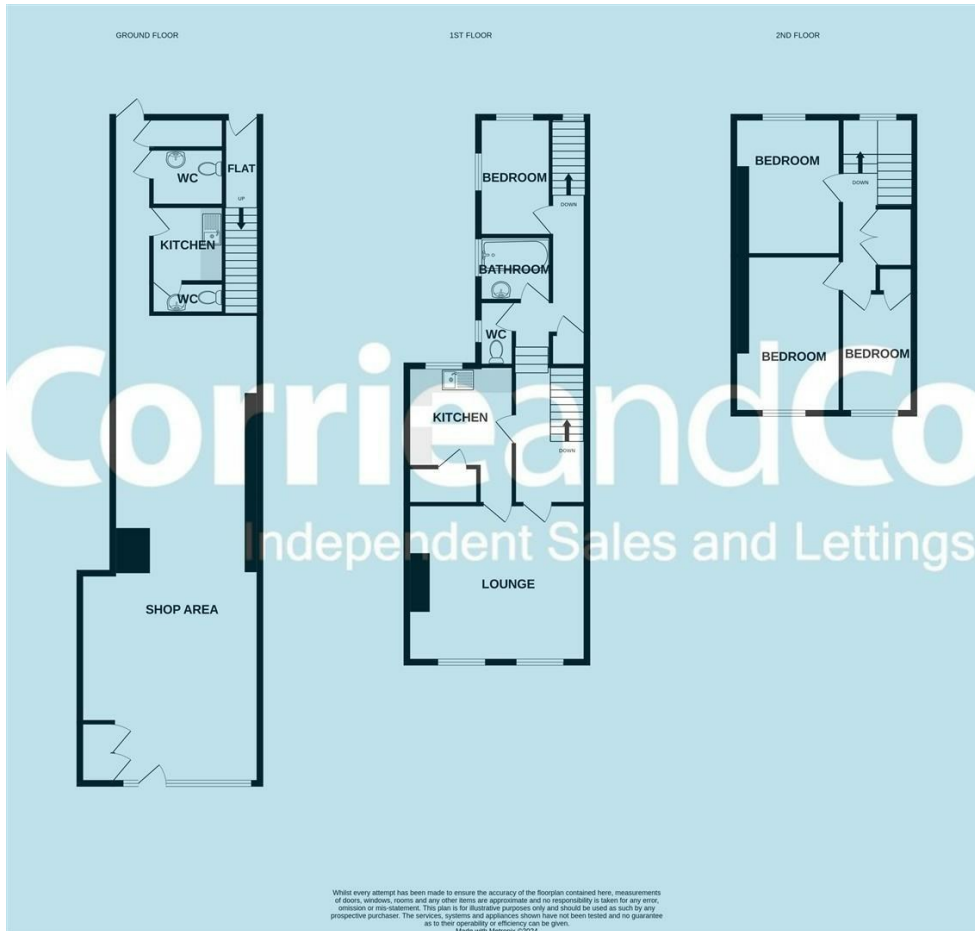 GROUND FLOOR
1ST FLOOR
2ND FLOOR
WC
FLAT
UP
KITCHEN
WC
SHOP AREA
BEDROOM
DOWN
BATHROOM
WC
KITCHEN
DOWN
LOUNGE
BEDROOM
DOWN
BEDROOM
BEDROOM
CorrieandCo
Independent Sales and Lettings
Whilst every attempt has been made to ensure the accuracy of the floorplan contained here, measurements
of doors, windows, rooms and any other items are approximate and no responsibility is taken for any error,
omission or mis-statement. This plan is for illustrative purposes only and should be used as such by any
prospective purchaser. The services, systems and appliances shown have not been tested and no guarantee
as to their operability or efficiency can be given.
Made with Metropix ©2024